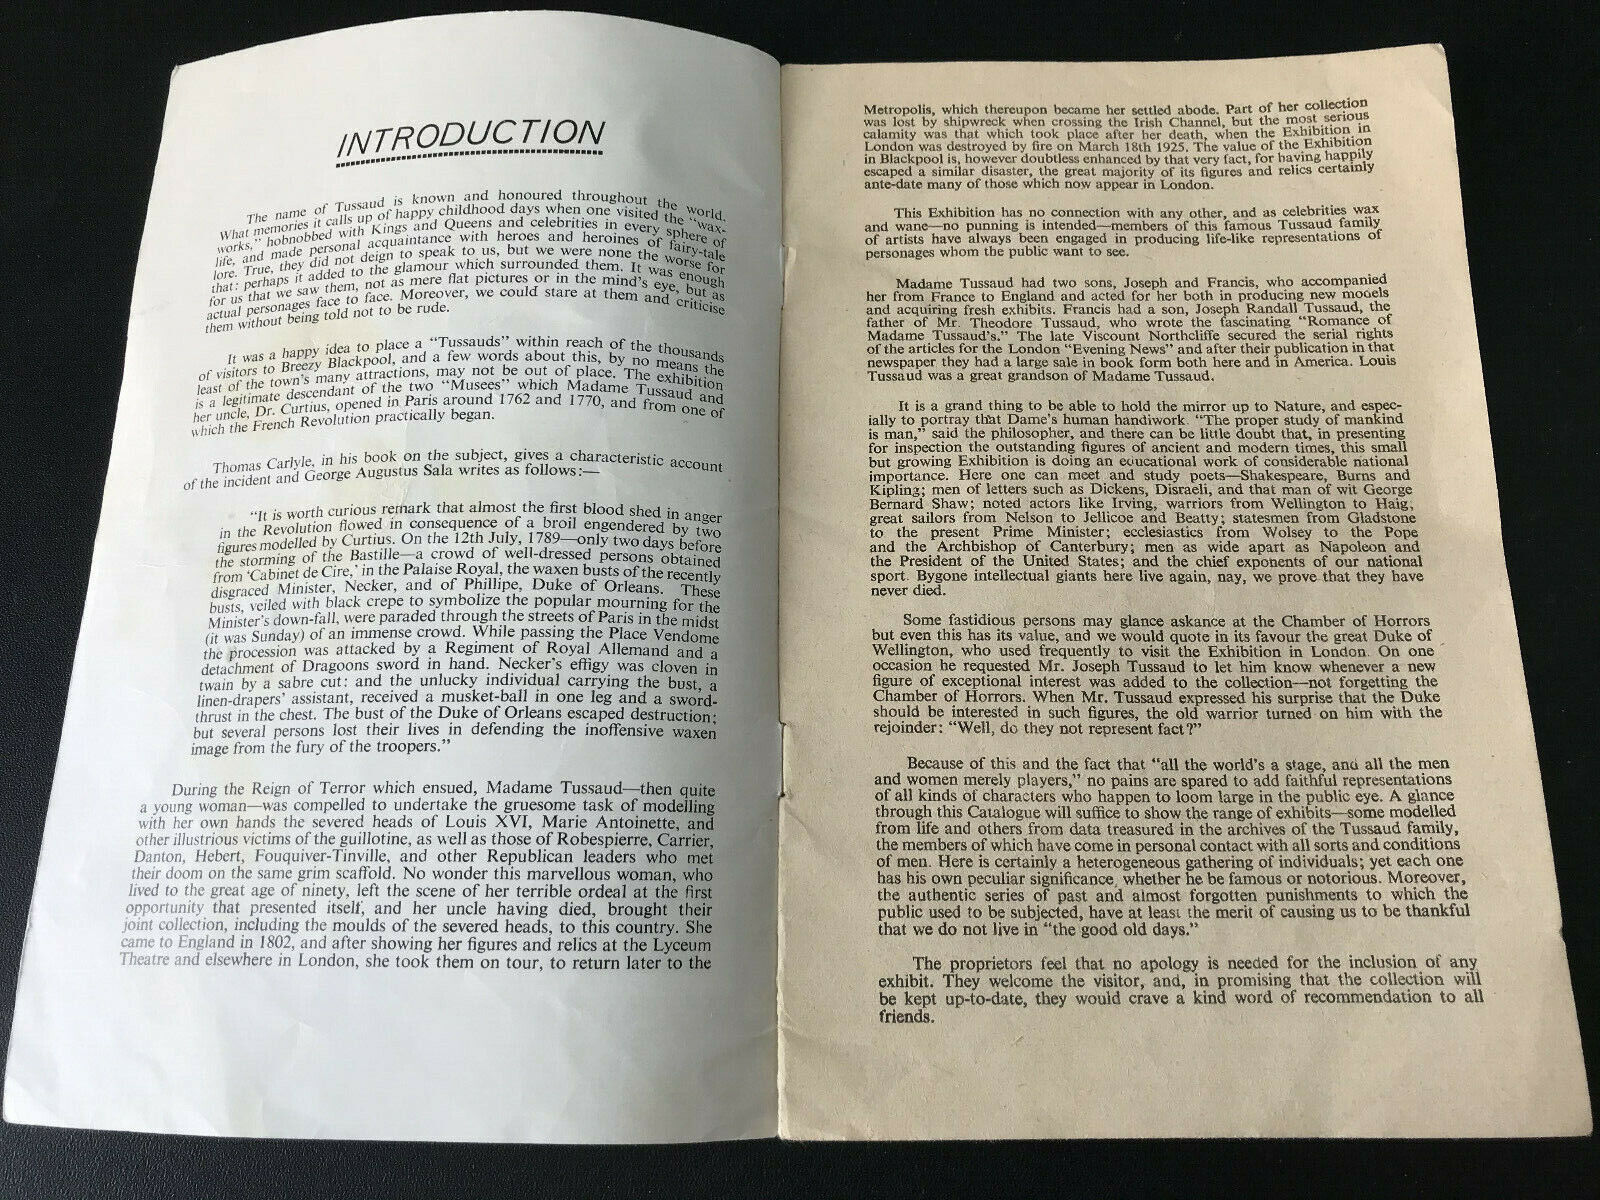 INTRODUCTION
The name of Tussaud is known and honoured throughout the world.
What memories it calls up of happy childhood days when one visited the "wax-
works," hobnobbed with Kings and Queens and celebrities in every sphere of
life, and made personal acquaintance with heroes and heroines of fairy-tale
lore. True, they did not deign to speak to us, but we were none the worse for
that: perhaps it added to the glamour which surrounded them. It was enough
for us that we saw them, not as mere flat pictures or in the mind's eye, but as
actual personages face to face. Moreover, we could stare at them and criticise
them without being told not to be rude.
It was a happy idea to place a "Tussauds" within reach of the thousands
of visitors to Breezy Blackpool, and a few words about this, by no means the
least of the town's many attractions, may not be out of place. The exhibition
is a legitimate descendant of the two "Musees" which Madame Tussaud and
her uncle, Dr. Curtius, opened in Paris around 1762 and 1770, and from one of
which the French Revolution practically began.
Thomas Carlyle, in his book on the subject, gives a characteristic account
of the incident and George Augustus Sala writes as follows:—
"It is worth curious remark that almost the first blood shed in anger
in the Revolution flowed in consequence of a broil engendered by two
figures modelled by Curtius. On the 12th July, 1789—only two days before
the storming of the Bastille—a crowd of well-dressed persons obtained
from 'Cabinet de Cire,' in the Palaise Royal, the waxen busts of the recently
disgraced Minister, Necker, and of Phillipe, Duke of Orleans. These
busts, veiled with black crepe to symbolize the popular mourning for the
Minister's down-fall, were paraded through the streets of Paris in the midst
(it was Sunday) of an immense crowd. While passing the Place Vendome
the procession was attacked by a Regiment of Royal Allemand and a
detachment of Dragoons sword in hand. Necker's effigy was cloven in
twain by a sabre cut: and the unlucky individual carrying the bust, a
linen-drapers' assistant, received a musket-ball in one leg and a sword-
thrust in the chest. The bust of the Duke of Orleans escaped destruction;
but several persons lost their lives in defending the inoffensive waxen
image from the fury of the troopers."
During the Reign of Terror which ensued, Madame Tussaud—then quite
a young woman—was compelled to undertake the gruesome task of modelling
with her own hands the severed heads of Louis XVI, Marie Antoinette, and
other illustrious victims of the guillotine, as well as those of Robespierre, Carrier,
Danton, Hebert, Fouquiver-Tinville, and other Republican leaders who met
their doom on the same grim scaffold. No wonder this marvellous woman, who
lived to the great age of ninety, left the scene of her terrible ordeal at the first
opportunity that presented itself, and her uncle having died, brought their
joint collection, including the moulds of the severed heads, to this country. She
came to England in 1802, and after showing her figures and relics at the Lyceum
Theatre and elsewhere in London, she took them on tour, to return later to the
Metropolis, which thereupon became her settled abode. Part of her collection
was lost by shipwreck when crossing the Irish Channel, but the most serious
calamity was that which took place after her death, when the Exhibition in
London was destroyed by fire on March 18th 1925. The value of the Exhibition
in Blackpool is, however doubtless enhanced by that very fact, for having happily
escaped a similar disaster, the great majority of its figures and relics certainly
ante-date many of those which now appear in London.
This Exhibition has no connection with any other, and as celebrities wax
and wane—no punning is intended—members of this famous Tussaud family
of artists have always been engaged in producing life-like representations of
personages whom the public want to see.
Madame Tussaud had two sons, Joseph and Francis, who accompanied
her from France to England and acted for her both in producing new models
and acquiring fresh exhibits. Francis had a son, Joseph Randall Tussaud, the
father of Mr. Theodore Tussaud, who wrote the fascinating "Romance of
Madame Tussaud's." The late Viscount Northcliffe secured the serial rights
of the articles for the London "Evening News" and after their publication in that
newspaper they had a large sale in book form both here and in America. Louis
Tussaud was a great grandson of Madame Tussaud.
It is a grand thing to be able to hold the mirror up to Nature, and espec-
ially to portray that Dame's human handiwork. "The proper study of mankind
is man," said the philosopher, and there can be little doubt that, in presenting
for inspection the outstanding figures of ancient and modern times, this small
but growing Exhibition is doing an educational work of considerable national
importance. Here one can meet and study poets—Shakespeare, Burns and
Kipling; men of letters such as Dickens, Disraeli, and that man of wit George
Bernard Shaw; noted actors like Irving, warriors from Wellington to Haig;
great sailors from Nelson to Jellicoe and Beatty; statesmen from Gladstone
to the present Prime Minister; ecclesiastics from Wolsey to the Pope
and the Archbishop of Canterbury; men as wide apart as Napoleon and
the President of the United States; and the chief exponents of our national
sport. Bygone intellectual giants here live again, nay, we prove that they have
never died.
Some fastidious persons may glance askance at the Chamber of Horrors
but even this has its value, and we would quote in its favour the great Duke of
Wellington, who used frequently to visit the Exhibition in London. On one
occasion he requested Mr. Joseph Tussaud to let him know whenever a new
figure of exceptional interest was added to the collection—not forgetting the
Chamber of Horrors. When Mr. Tussaud expressed his surprise that the Duke
should be interested in such figures, the old warrior turned on him with the
rejoinder: "Well, do they not represent fact?"
Because of this and the fact that "all the world's a stage, and all the men
and women merely players," no pains are spared to add faithful representations
of all kinds of characters who happen to loom large in the public eye. A glance
through this Catalogue will suffice to show the range of exhibits—some modelled
from life and others from data treasured in the archives of the Tussaud family,
the members of which have come in personal contact with all sorts and conditions
of men. Here is certainly a heterogeneous gathering of individuals; yet each one
has his own peculiar significance, whether he be famous or notorious. Moreover,
the authentic series of past and almost forgotten punishments to which the
public used to be subjected, have at least the merit of causing us to be thankful
that we do not live in "the good old days."
The proprietors feel that no apology is needed for the inclusion of any
exhibit. They welcome the visitor, and, in promising that the collection will
be kept up-to-date, they would crave a kind word of recommendation to all
friends.